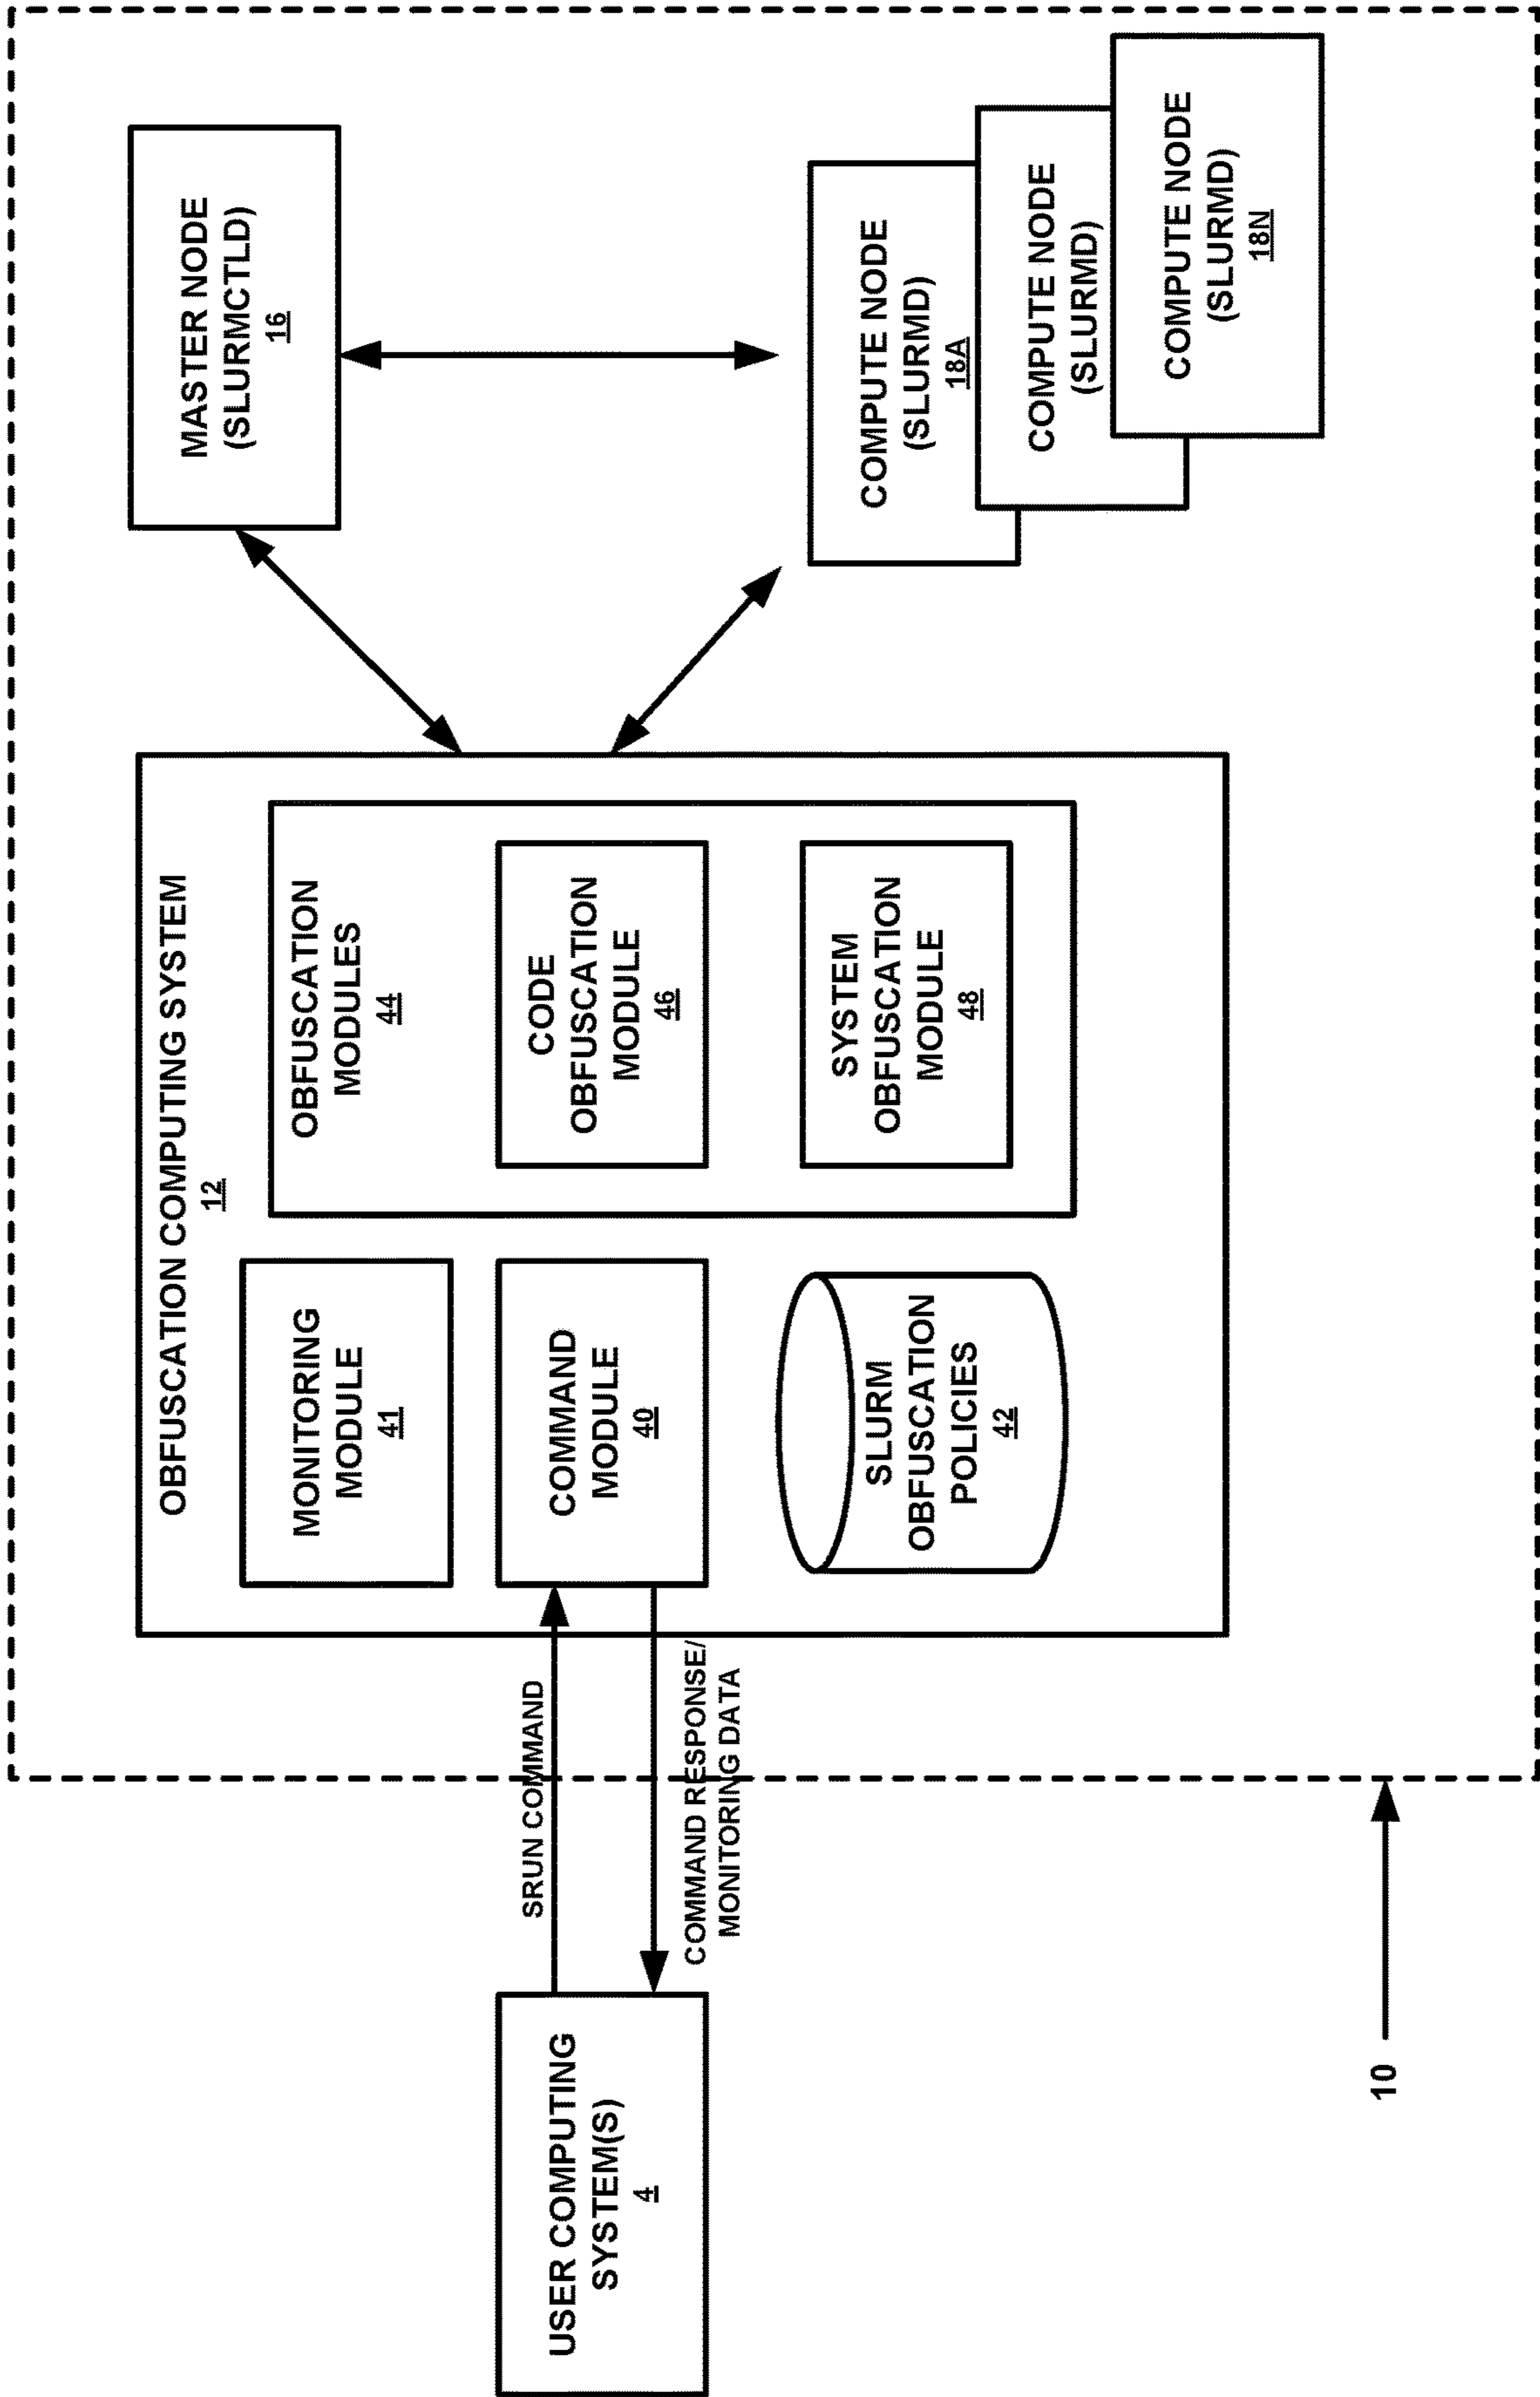 USER COMPUTING
SYSTEM(S)
4
SRUN COMMAND
COMMAND RESPONSE/
MONITORING DATA
10
OBFUSCATION COMPUTING SYSTEM
12
MONITORING
MODULE
41
COMMAND
MODULE
40
SLURM
OBFUSCATION
POLICIES
42
OBFUSCATION
MODULES
44
CODE
OBFUSCATION
MODULE
46
SYSTEM
OBFUSCATION
MODULE
48
MASTER NODE
(SLURMCTLD)
16
COMPUTE NODE
(SLURMD)
18A
COMPUTE NODE
(SLURMD)
COMPUTE NODE
(SLURMD)
18N